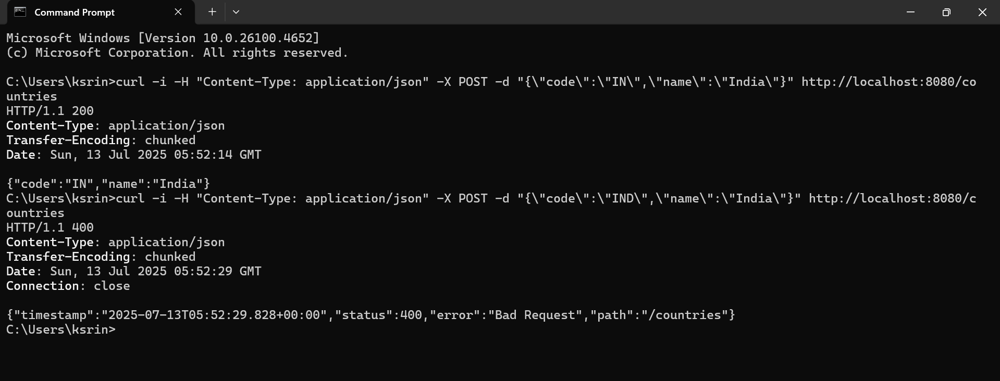 Command Prompt
Microsoft Windows [Version 10.0.26100.4652]
(c) Microsoft Corporation. All rights reserved.
C:\Users\ksrin>curl -i -H "Content-Type: application/json" -X POST -d "{\"code\":\"IN\",\"name\":\"India\"}" http://localhost:8080/co
untries
HTTP/1.1 200
Content-Type: application/json
Transfer-Encoding: chunked
Date: Sun, 13 Jul 2025 05:52:14 GMT
{"code":"IN","name":"India"}
C:\Users\ksrin>curl -i -H "Content-Type: application/json" -X POST -d "{\"code\":\"IND\",\"name\":\"India\"}" http://localhost:8080/c
ountries
HTTP/1.1 400
Content-Type: application/json
Transfer-Encoding: chunked
Date: Sun, 13 Jul 2025 05:52:29 GMT
Connection: close
{"timestamp":"2025-07-13T05:52:29.828+00:00","status":400,"error":"Bad Request","path":"/countries"}
C:\Users\ksrin>